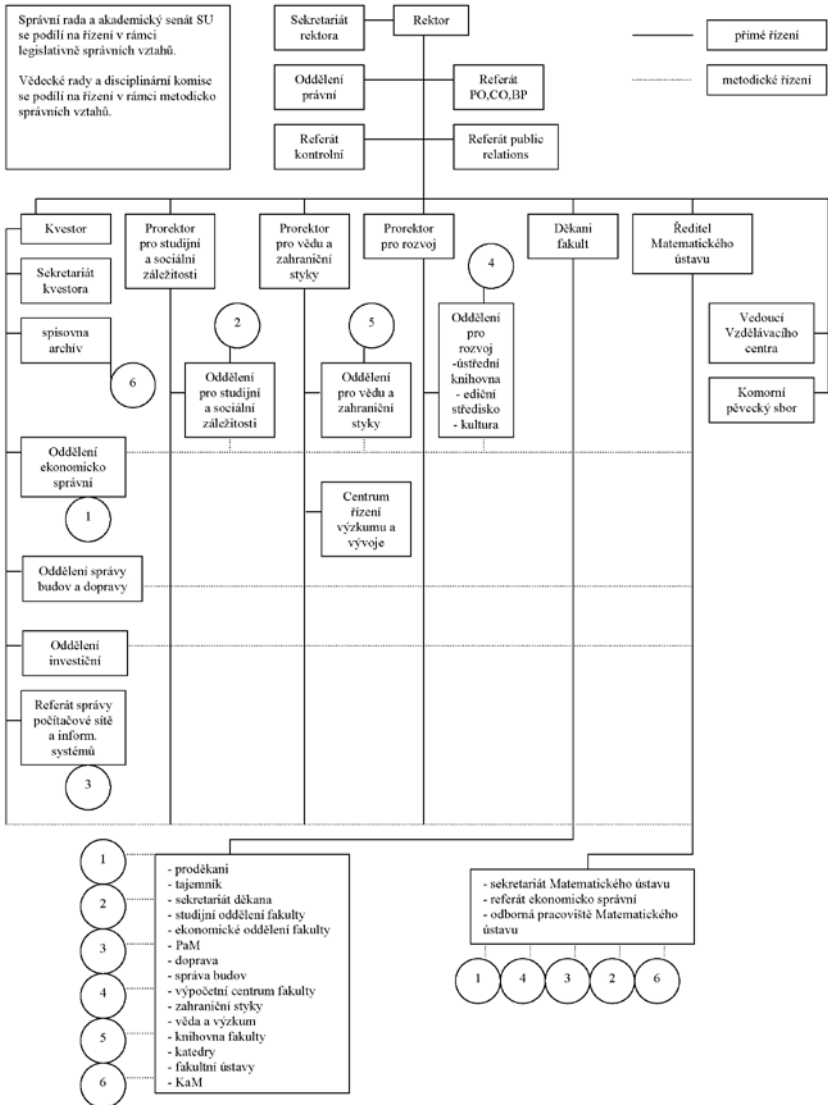 Správní rada a akademický senát SU
se podílí na řízení v rámci
legislativně správních vztahů.
Vědecké rady a disciplinární komise
se podílí na řízení v rámci metodicko
správních vztahů.
Sekretariát
rektora
Rektor
přímé řízení
Oddělení
právní
Referát
PO,CO,BP
metodické řízení
Referát
kontrolní
Referát public
relations
Kvestor
Prorektor
pro studijní
a sociální
záležitosti
Prorektor
pro vědu a
zahraniční
styky
Prorektor
pro rozvoj
Děkani
fakult
Ředitel
Matematického
ústavu
Sekretariát
kvestora
4
spisovna
archív
2
5
Oddělení
pro
rozvoj
-ústřední
knihovna
- ediční
středisko
- kultura
Vedoucí
Vzdělávacího
centra
6
Oddělení
pro studijní
a sociální
záležitosti
Oddělení
pro vědu a
zahraniční
styky
Komorní
pěvecký sbor
Oddělení
ekonomicko
správní
1
Centrum
řízení
výzkumu a
vývoje
Oddělení správy
budov a dopravy
Oddělení
investiční
Referát správy
počítačové sítě
a inform.
systémů
3
1
2
3
4
5
6
- proděkani
- tajemník
- sekretariát děkana
- studijní oddělení fakulty
- ekonomické oddělení fakulty
- PaM
- doprava
- správa budov
- výpočetní centrum fakulty
- zahraniční styky
- věda a výzkum
- knihovna fakulty
- katedry
- fakultní ústavy
- KaM
- sekretariát Matematického ústavu
- referát ekonomicko správní
- odborná pracoviště Matematického
ústavu
1 4 3 2 6